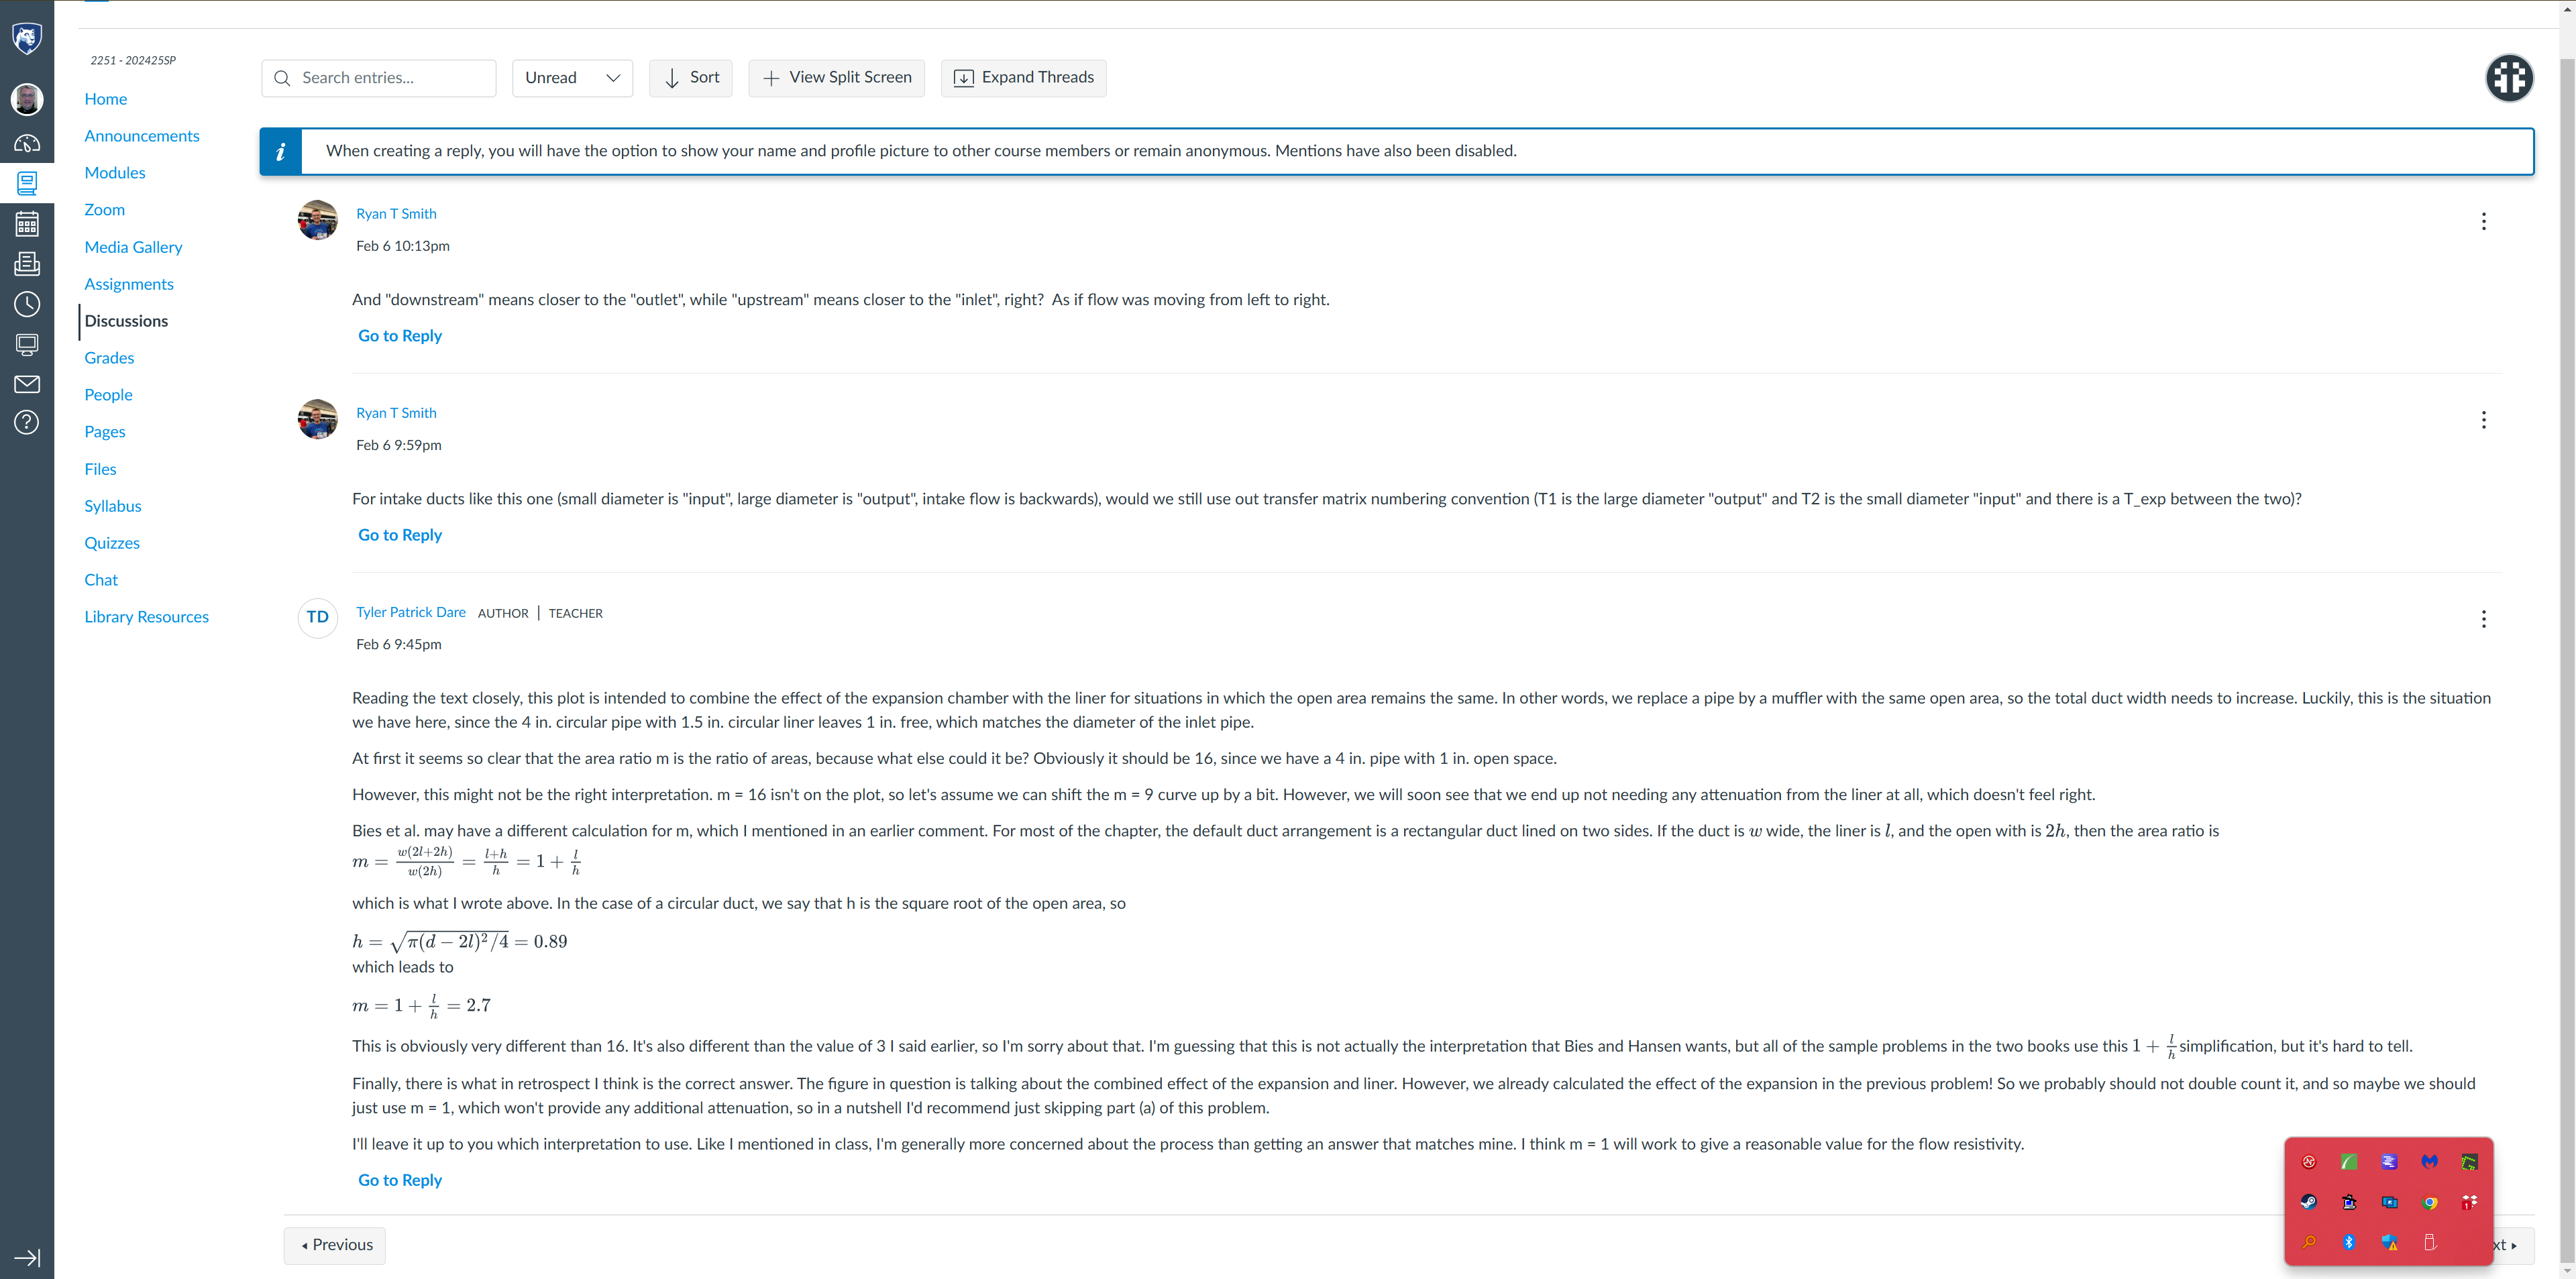 2251 - 202425SP
Home
Announcements
Modules
Zoom
Media Gallery
Assignments
Discussions
Grades
People
Pages
Files
Syllabus
Quizzes
Chat
Library Resources
Search entries...
Unread
Sort
View Split Screen
Expand Threads
When creating a reply, you will have the option to show your name and profile picture to other course members or remain anonymous. Mentions have also been disabled.
Ryan T Smith
Feb 6 10:13pm
And "downstream" means closer to the "outlet", while "upstream" means closer to the "inlet", right?  As if flow was moving from left to right.
Go to Reply
Ryan T Smith
Feb 6 9:59pm
For intake ducts like this one (small diameter is "input", large diameter is "output", intake flow is backwards), would we still use out transfer matrix numbering convention (T1 is the large diameter "output" and T2 is the small diameter "input" and there is a T_exp between the two)?
Go to Reply
TD
Tyler Patrick Dare AUTHOR | TEACHER
Feb 6 9:45pm
Reading the text closely, this plot is intended to combine the effect of the expansion chamber with the liner for situations in which the open area remains the same. In other words, we replace a pipe by a muffler with the same open area, so the total duct width needs to increase. Luckily, this is the situation
we have here, since the 4 in. circular pipe with 1.5 in. circular liner leaves 1 in. free, which matches the diameter of the inlet pipe.
At first it seems so clear that the area ratio m is the ratio of areas, because what else could it be? Obviously it should be 16, since we have a 4 in. pipe with 1 in. open space.
However, this might not be the right interpretation. m = 16 isn't on the plot, so let's assume we can shift the m = 9 curve up by a bit. However, we will soon see that we end up not needing any attenuation from the liner at all, which doesn't feel right.
Bies et al. may have a different calculation for m, which I mentioned in an earlier comment. For most of the chapter, the default duct arrangement is a rectangular duct lined on two sides. If the duct is w wide, the liner is l, and the open with is 2h, then the area ratio is
m = w(2l+2h)/w(2h) = l+h/h = 1 + l/h
which is what I wrote above. In the case of a circular duct, we say that h is the square root of the open area, so
h = √π(d − 2l)²/4 = 0.89
which leads to
m = 1 + l/h = 2.7
This is obviously very different than 16. It's also different than the value of 3 I said earlier, so I'm sorry about that. I'm guessing that this is not actually the interpretation that Bies and Hansen wants, but all of the sample problems in the two books use this 1 + l/h simplification, but it's hard to tell.
Finally, there is what in retrospect I think is the correct answer. The figure in question is talking about the combined effect of the expansion and liner. However, we already calculated the effect of the expansion in the previous problem! So we probably should not double count it, and so maybe we should
just use m = 1, which won't provide any additional attenuation, so in a nutshell I'd recommend just skipping part (a) of this problem.
I'll leave it up to you which interpretation to use. Like I mentioned in class, I'm generally more concerned about the process than getting an answer that matches mine. I think m = 1 will work to give a reasonable value for the flow resistivity.
Go to Reply
Previous
xt